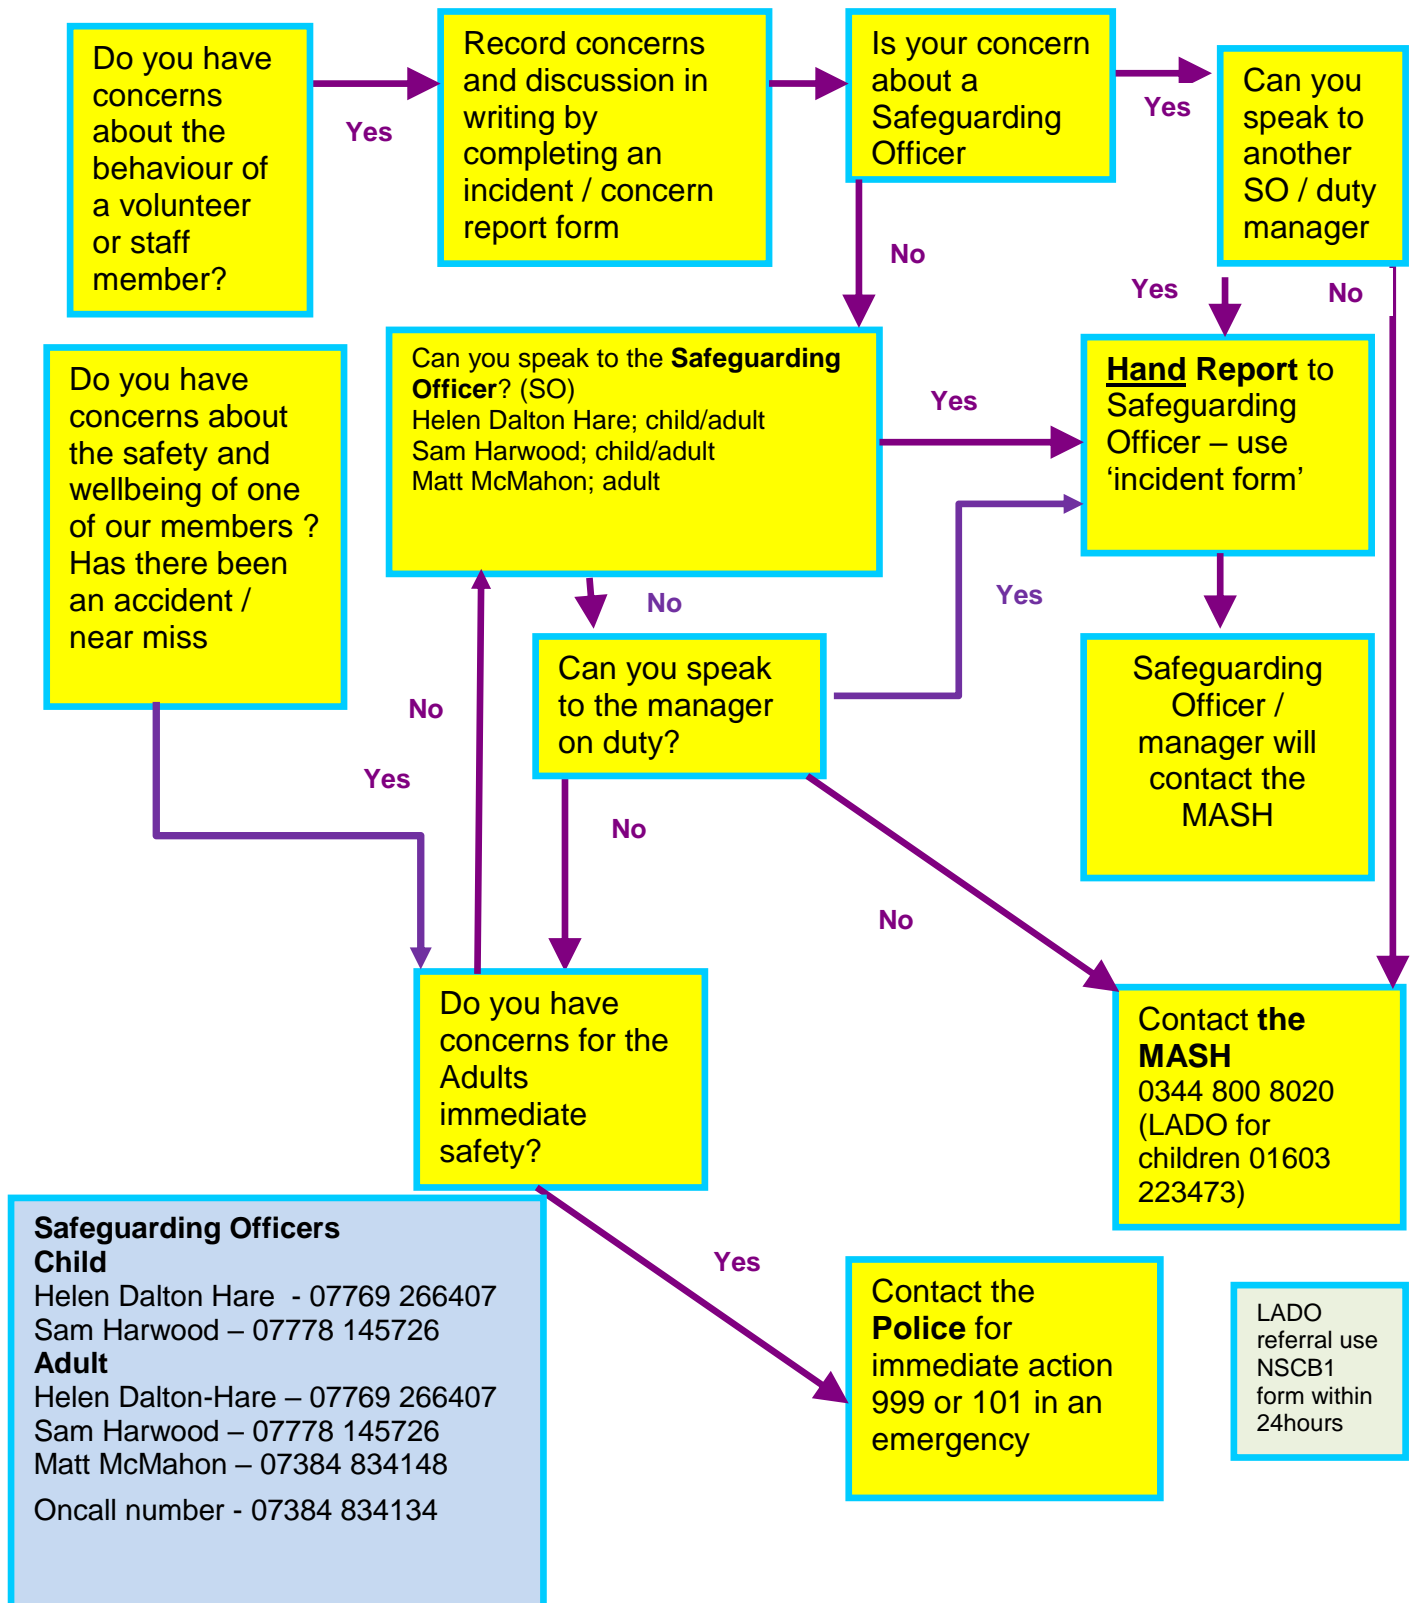 Do you have
concerns
about the
behaviour of
a volunteer
or staff
member?
Yes
Record concerns
and discussion in
writing by
completing an
incident / concern
report form
Is your concern
about a
Safeguarding
Officer
Yes
No
Can you
speak to
another
SO / duty
manager
Yes
No
Do you have
concerns about
the safety and
wellbeing of one
of our members ?
Has there been
an accident /
near miss
Can you speak to the Safeguarding
Officer? (SO)
Helen Dalton Hare; child/adult
Sam Harwood; child/adult
Matt McMahon; adult
Yes
Hand Report to
Safeguarding
Officer – use
‘incident form’
No
Yes
Can you speak
to the manager
on duty?
Safeguarding
Officer /
manager will
contact the
MASH
No
Yes
No
No
Do you have
concerns for the
Adults
immediate
safety?
Contact the
MASH
0344 800 8020
(LADO for
children 01603
223473)
Safeguarding Officers
Child
Helen Dalton Hare  - 07769 266407
Sam Harwood – 07778 145726
Adult
Helen Dalton-Hare – 07769 266407
Sam Harwood – 07778 145726
Matt McMahon – 07384 834148
Oncall number - 07384 834134
Yes
Contact the
Police for
immediate action
999 or 101 in an
emergency
LADO
referral use
NSCB1
form within
24hours